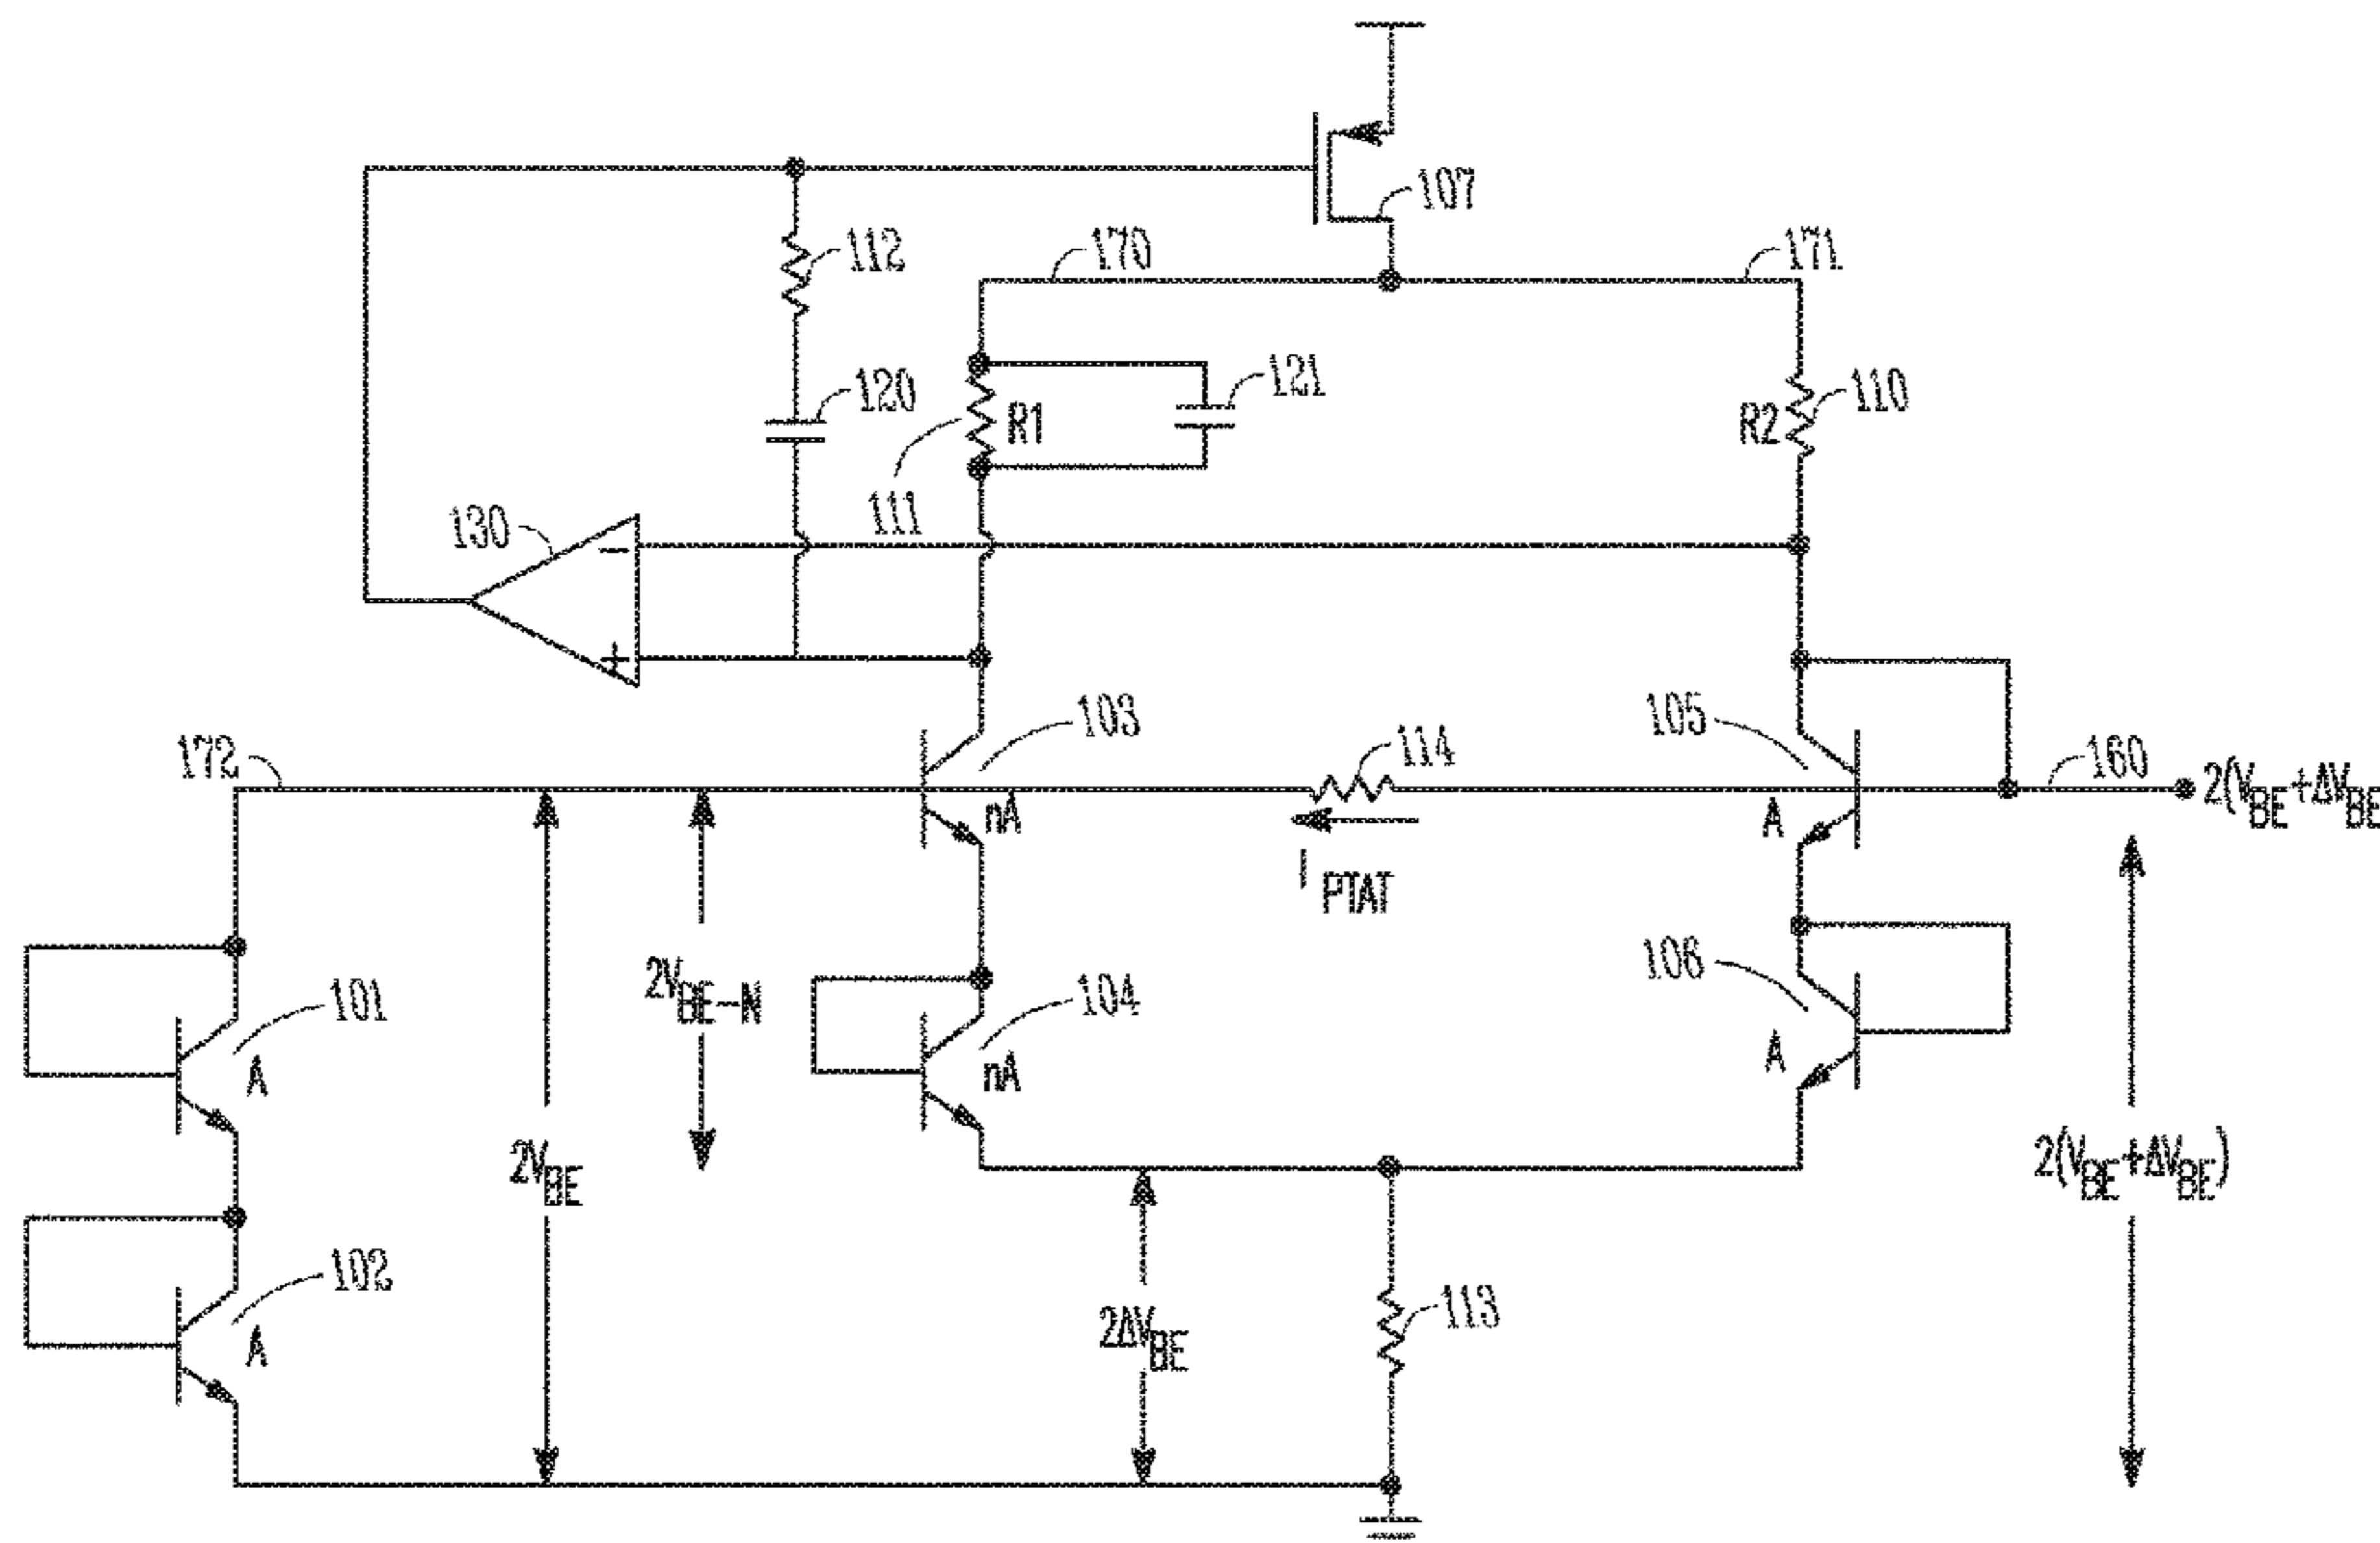 107
112
170
171
120
121
110
R1
R2
111
130
103
105
172
114
160
2(VBE+ΔVBE
nA
A
IPTAT
101
2VBE-N
104
106
A
nA
A
2VBE
2(VBE+ΔVBE)
102
A
2ΔVBE
113